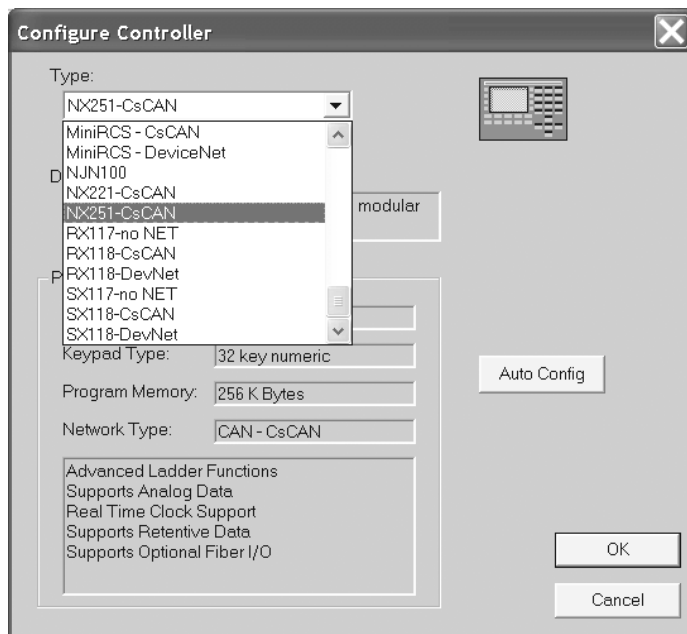 Configure Controller
Type:
NX251-CsCAN
MiniRCS - CsCAN
MiniRCS - DeviceNet
NJN100
NX221-CsCAN
NX251-CsCAN
RX117-no NET
RX118-CsCAN
RX118-DevNet
SX117-no NET
SX118-CsCAN
SX118-DevNet
D
modular
P
Keypad Type: 32 key numeric
Program Memory: 256 K Bytes
Network Type: CAN - CsCAN
Advanced Ladder Functions
Supports Analog Data
Real Time Clock Support
Supports Retentive Data
Supports Optional Fiber I/O
Auto Config
OK
Cancel